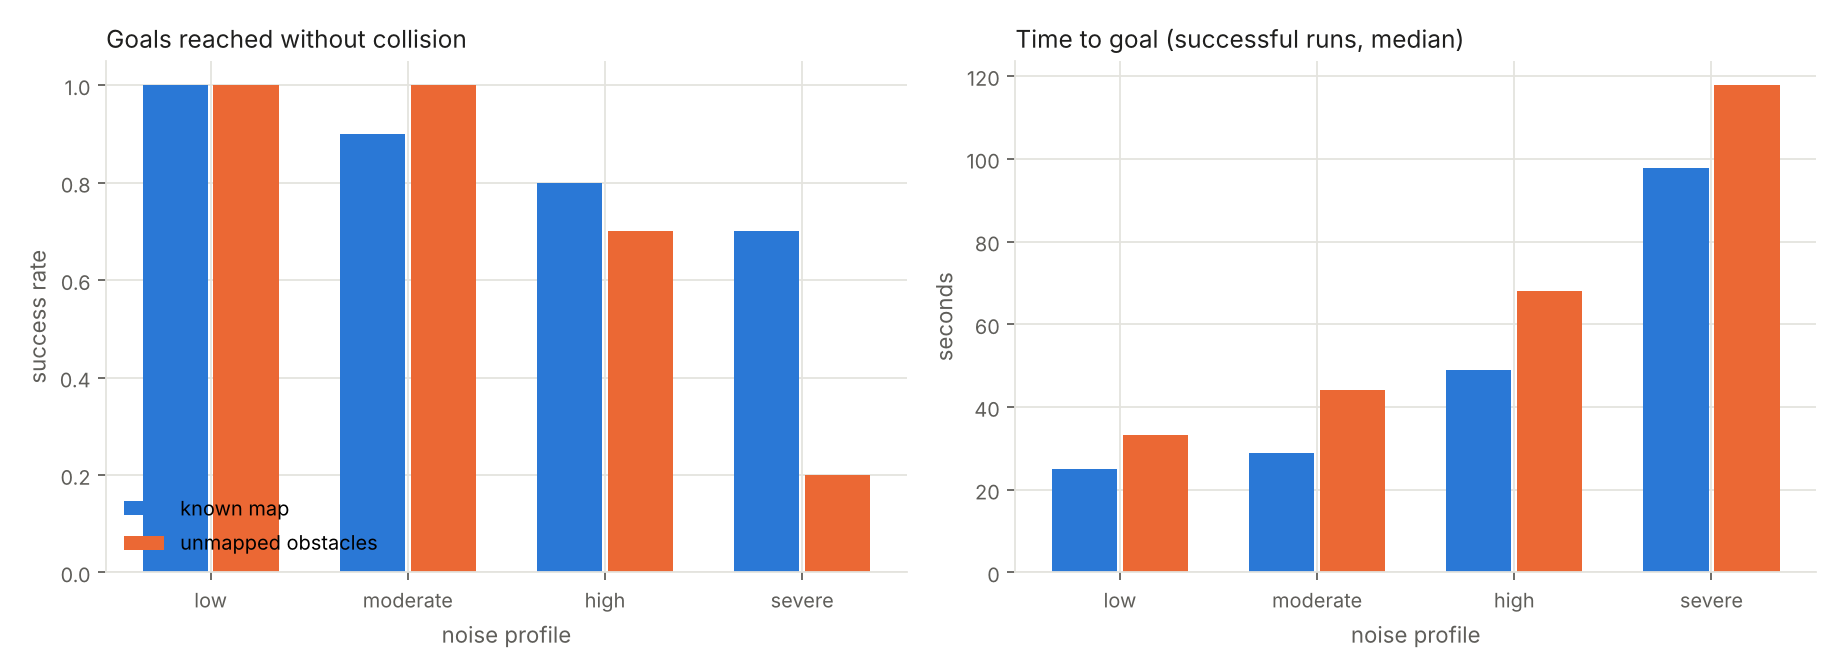 Goals reached without collision
success rate
1.0
0.8
0.6
0.4
0.2
0.0
known map
unmapped obstacles
low moderate high severe
noise profile
Time to goal (successful runs, median)
seconds
120
100
80
60
40
20
0
low moderate high severe
noise profile